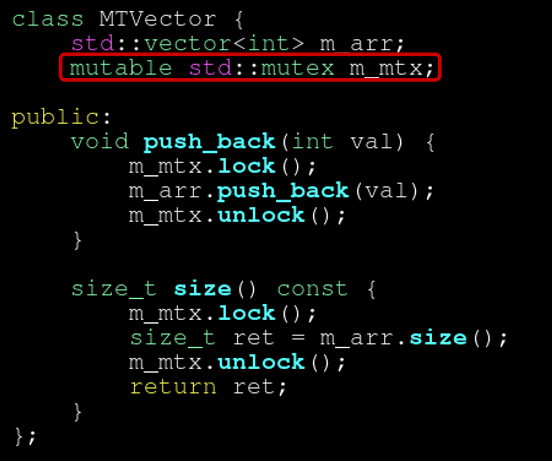 class MTVector {
    std::vector<int> m_arr;
    mutable std::mutex m_mtx;
public:
    void push_back(int val) {
        m_mtx.lock();
        m_arr.push_back(val);
        m_mtx.unlock();
    }
    size_t size() const {
        m_mtx.lock();
        size_t ret = m_arr.size();
        m_mtx.unlock();
        return ret;
    }
};